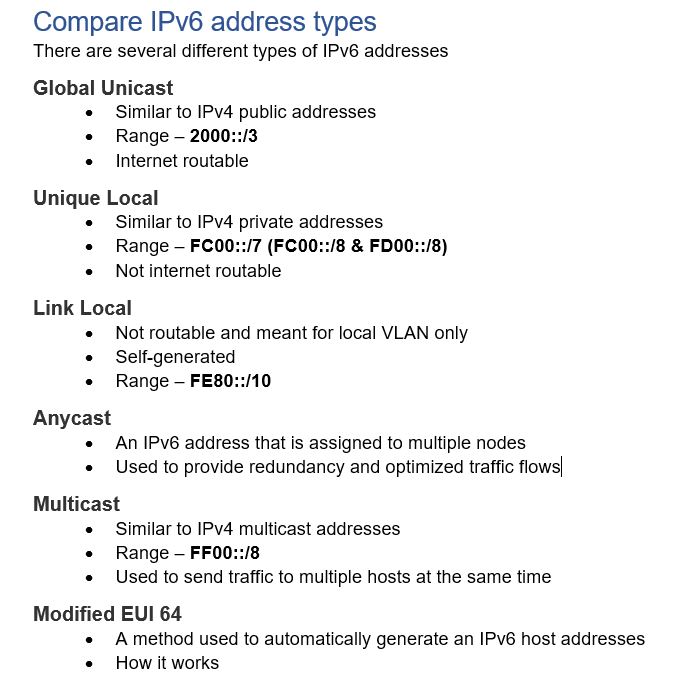 Compare IPv6 address types
There are several different types of IPv6 addresses
Global Unicast
• Similar to IPv4 public addresses
• Range – 2000::/3
• Internet routable
Unique Local
• Similar to IPv4 private addresses
• Range – FC00::/7 (FC00::/8 & FD00::/8)
• Not internet routable
Link Local
• Not routable and meant for local VLAN only
• Self-generated
• Range – FE80::/10
Anycast
• An IPv6 address that is assigned to multiple nodes
• Used to provide redundancy and optimized traffic flows
Multicast
• Similar to IPv4 multicast addresses
• Range – FF00::/8
• Used to send traffic to multiple hosts at the same time
Modified EUI 64
• A method used to automatically generate an IPv6 host addresses
• How it works